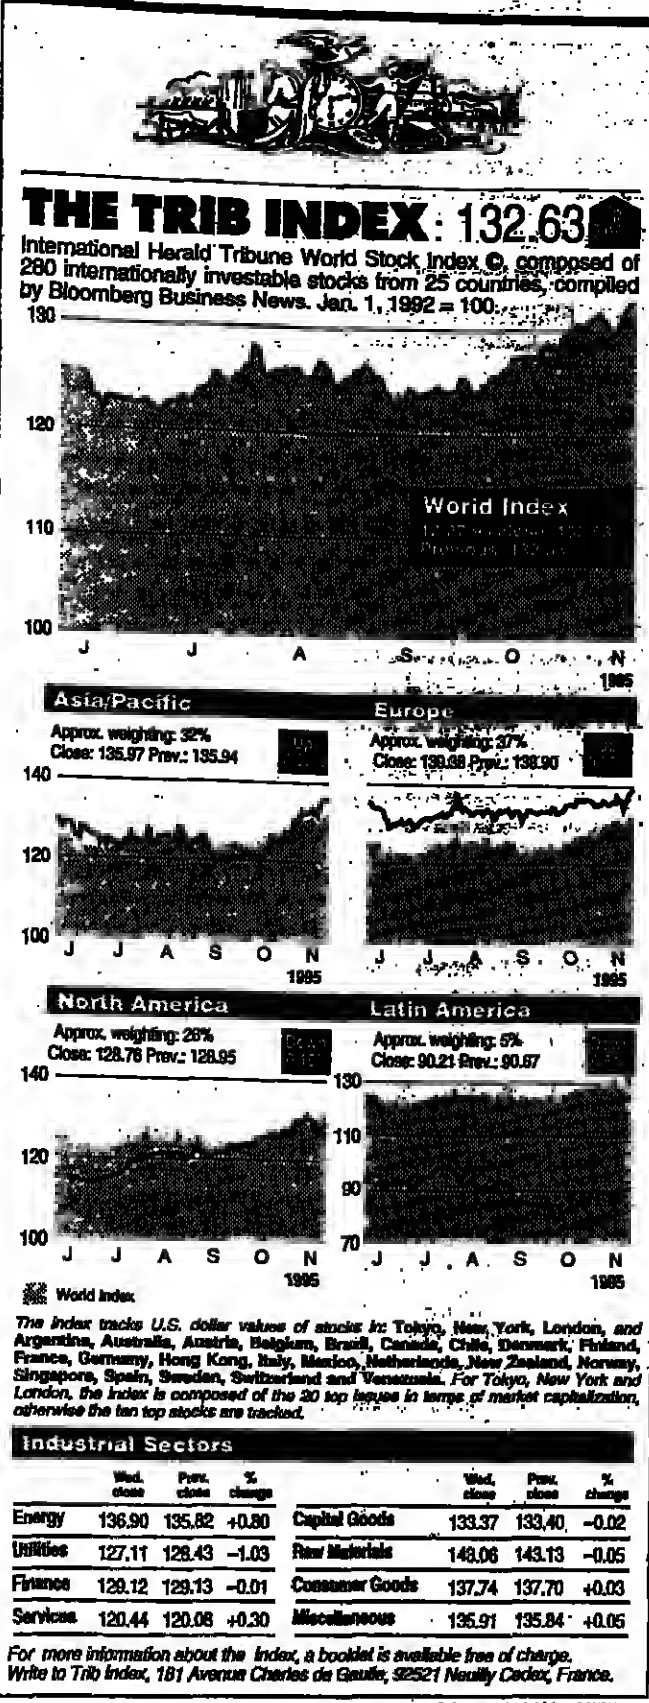 THE TRIB INDEX: 132.63
International Herald Tribune World Stock Index ©, composed of
280 internationally investable stocks from 25 countries, compiled
by Bloomberg Business News. Jan. 1, 1992 = 100.
130
120
110
100
World Index
J J A S O N
1995
Asia/Pacific
Approx. weighting: 32%
Close: 135.97 Prev.: 135.94
140
120
100
J J A S O N
1995
Europe
Approx. weighting: 37%
Close: Prev.: 138.90
J J A S O N
1995
North America
Approx. weighting: 26%
Close: 128.76 Prev.: 128.95
Down
140
120
100
J J A S O N
1995
Latin America
Approx. weighting: 5%
Close: 90.21 Prev.: 90.67
130
110
90
70
J J A S O N
1995
World Index
The index tracks U.S. dollar values of stocks in: Tokyo, New York, London, and
Argentina, Australia, Austria, Belgium, Brazil, Canada, Chile, Denmark, Finland,
France, Germany, Hong Kong, Italy, Mexico, Netherlands, New Zealand, Norway,
Singapore, Spain, Sweden, Switzerland and Venezuela. For Tokyo, New York and
London, the index is composed of the 20 top issues in terms of market capitalization,
otherwise the ten top stocks are tracked.
Industrial Sectors
Wed. close Prev. close % change
Energy 136.90 135.82 +0.80
Utilities 127.11 128.43 –1.03
Finance 129.12 129.13 –0.01
Services 120.44 120.08 +0.30
Wed. close Prev. close % change
Capital Goods 133.37 133.40 –0.02
Raw Materials 143.06 143.13 –0.05
Consumer Goods 137.74 137.70 +0.03
Miscellaneous 135.91 135.84 +0.05
For more information about the Index, a booklet is available free of charge.
Write to Trib Index, 181 Avenue Charles de Gaulle, 92521 Neuilly Cedex, France.